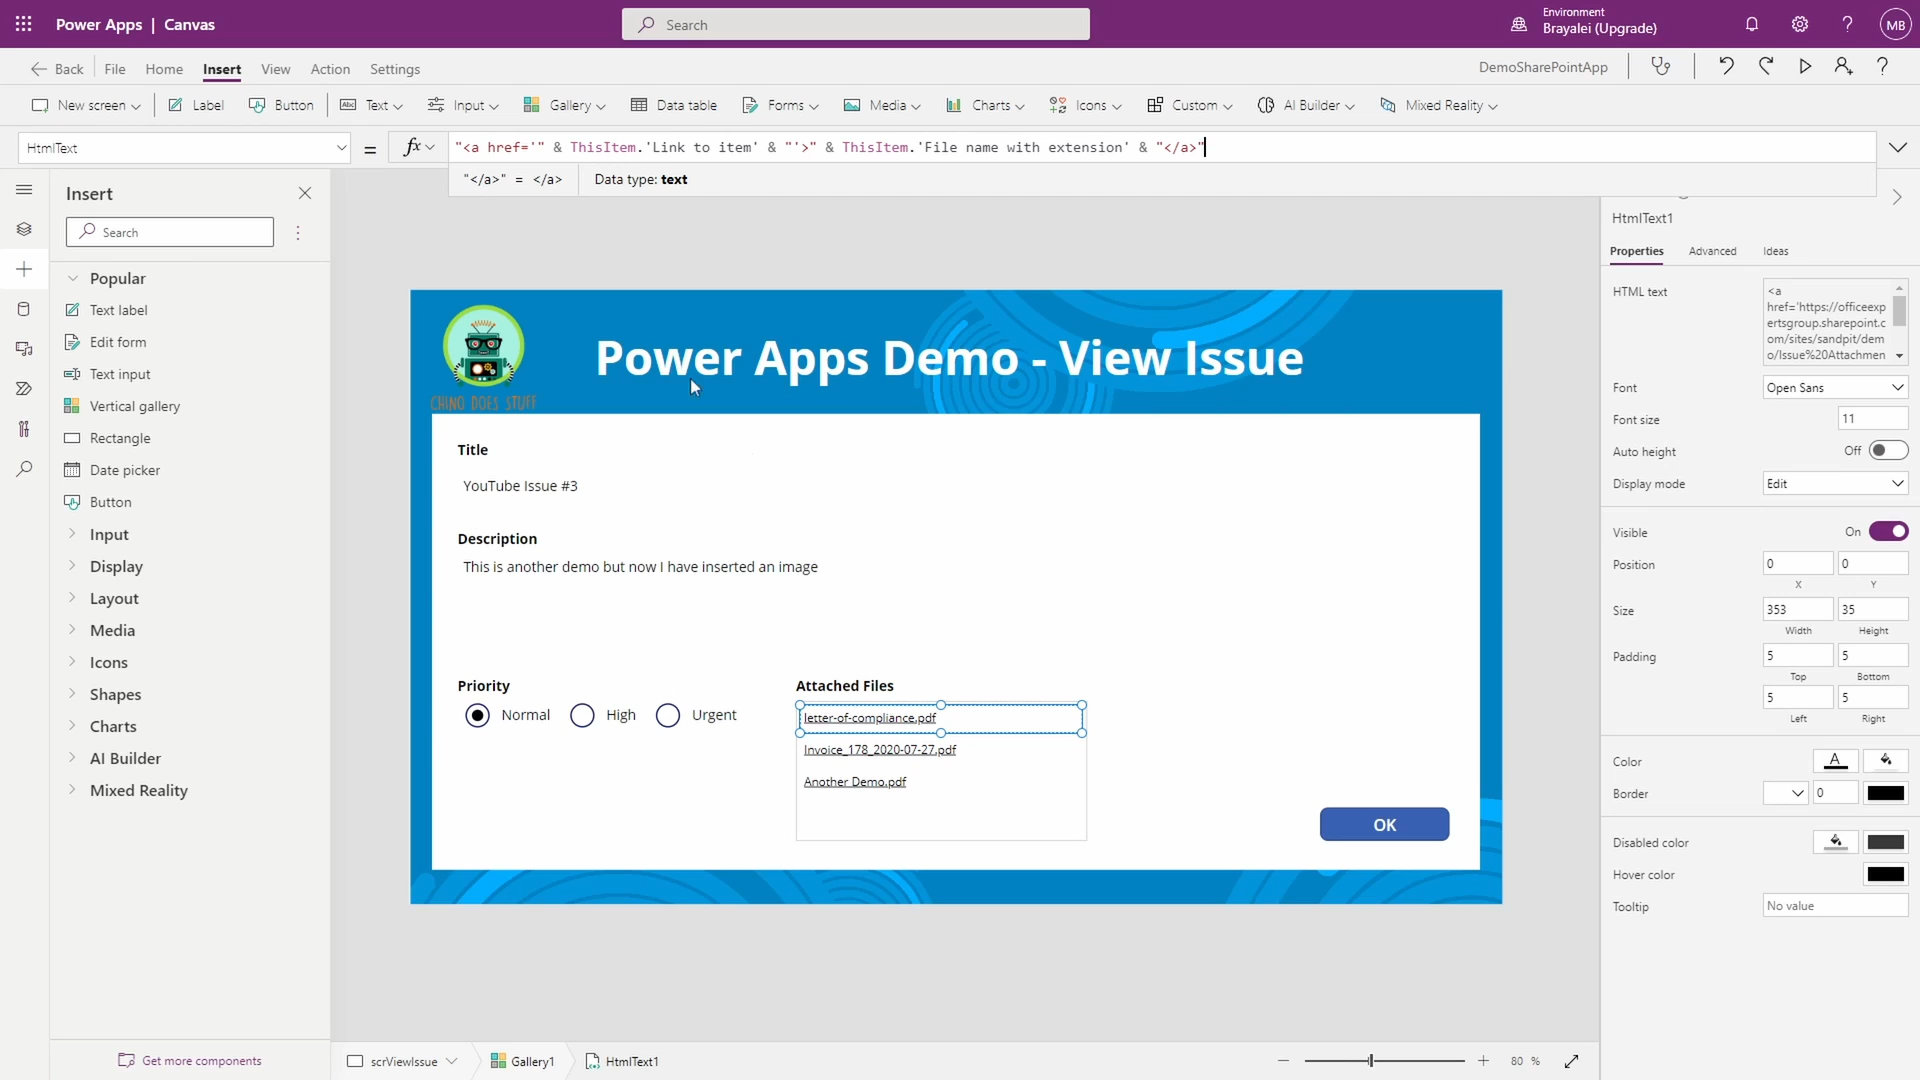 Power Apps | Canvas
Search
Environment
Brayalei (Upgrade)
MB
Back
File
Home
Insert
View
Action
Settings
DemoSharePointApp
New screen
Label
Button
Text
Input
Gallery
Data table
Forms
Media
Charts
Icons
Custom
AI Builder
Mixed Reality
HtmlText
=
fx
"<a href='" & ThisItem.'Link to item' & "'>" & ThisItem.'File name with extension' & "</a>"
"</a>" = </a>
Data type: text
Insert
Search
Popular
Text label
Edit form
Text input
Vertical gallery
Rectangle
Date picker
Button
Input
Display
Layout
Media
Icons
Shapes
Charts
AI Builder
Mixed Reality
Get more components
CHINO DOES STUFF
Power Apps Demo - View Issue
Title
YouTube Issue #3
Description
This is another demo but now I have inserted an image
Priority
Normal
High
Urgent
Attached Files
letter-of-compliance.pdf
Invoice_178_2020-07-27.pdf
Another Demo.pdf
OK
scrViewIssue
Gallery1
HtmlText1
80 %
HtmlText1
Properties
Advanced
Ideas
HTML text
<a
href='https://officeexp
ertsgroup.sharepoint.c
om/sites/sandpit/dem
o/Issue%20Attachmen
Font
Open Sans
Font size
11
Auto height
Off
Display mode
Edit
Visible
On
Position
0
0
X
Y
Size
353
35
Width
Height
Padding
5
5
Top
Bottom
5
5
Left
Right
Color
A
Border
0
Disabled color
Hover color
Tooltip
No value